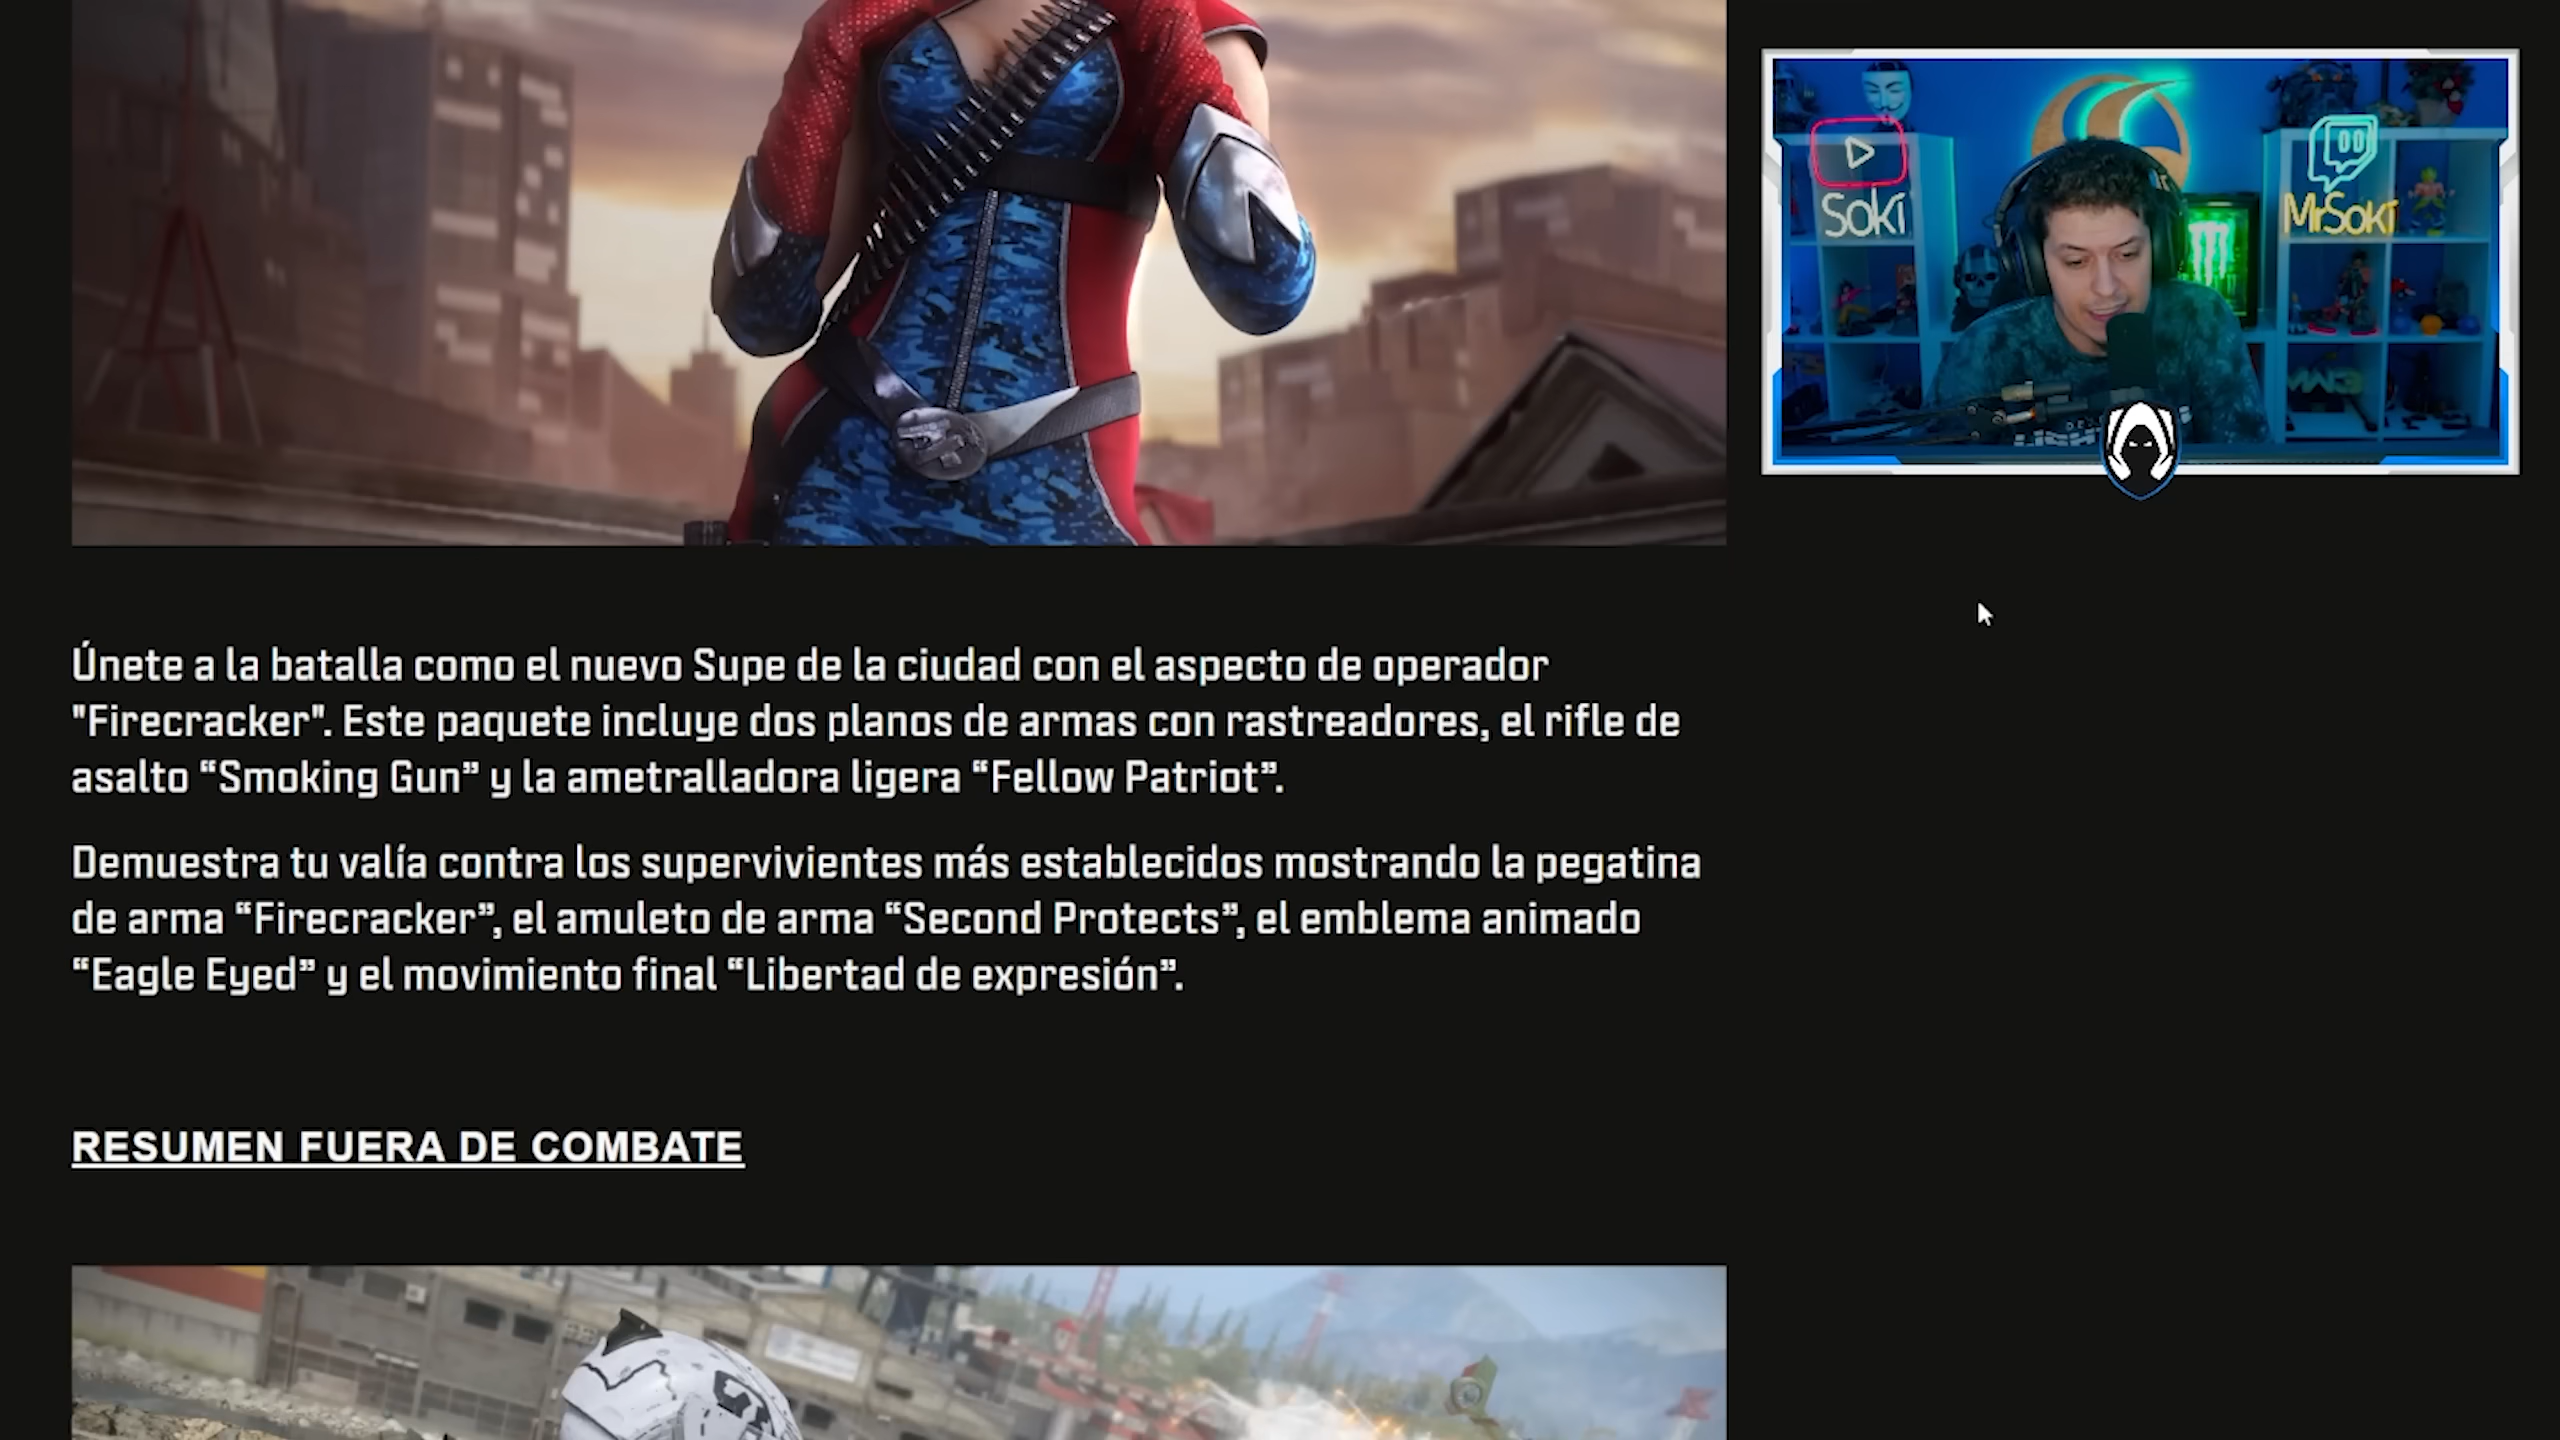 Soki
MrSoki
Únete a la batalla como el nuevo Supe de la ciudad con el aspecto de operador
"Firecracker". Este paquete incluye dos planos de armas con rastreadores, el rifle de
asalto “Smoking Gun” y la ametralladora ligera “Fellow Patriot”.
Demuestra tu valía contra los supervivientes más establecidos mostrando la pegatina
de arma “Firecracker”, el amuleto de arma “Second Protects”, el emblema animado
“Eagle Eyed” y el movimiento final “Libertad de expresión”.
RESUMEN FUERA DE COMBATE